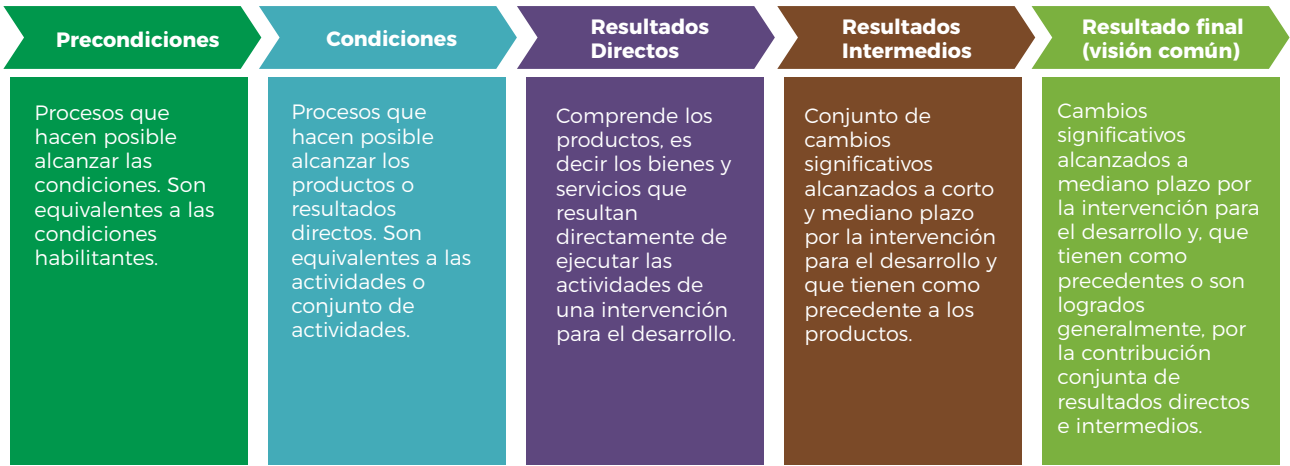 Precondiciones
Procesos que
hacen posible
alcanzar las
condiciones. Son
equivalentes a las
condiciones
habilitantes.
Condiciones
Procesos que
hacen posible
alcanzar los
productos o
resultados
directos. Son
equivalentes a las
actividades o
conjunto de
actividades.
Resultados
Directos
Comprende los
productos, es
decir los bienes y
servicios que
resultan
directamente de
ejecutar las
actividades de
una intervención
para el desarrollo.
Resultados
Intermedios
Conjunto de
cambios
significativos
alcanzados a corto
y mediano plazo
por la intervención
para el desarrollo y
que tienen como
precedente a los
productos.
Resultado final
(visión común)
Cambios
significativos
alcanzados a
mediano plazo por
la intervención para
el desarrollo y, que
tienen como
precedentes o son
logrados
generalmente, por
la contribución
conjunta de
resultados directos
e intermedios.